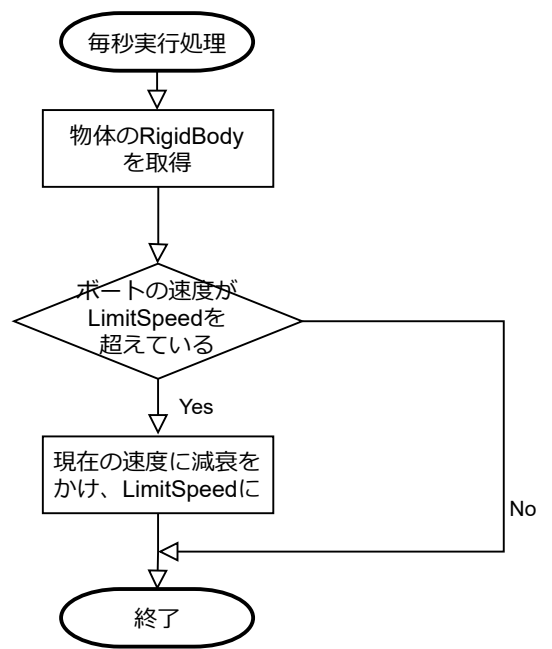 毎秒実行処理
物体のRigidBody
を取得
ボートの速度が
LimitSpeedを
超えている
Yes
現在の速度に減衰を
かけ、LimitSpeedに
No
終了